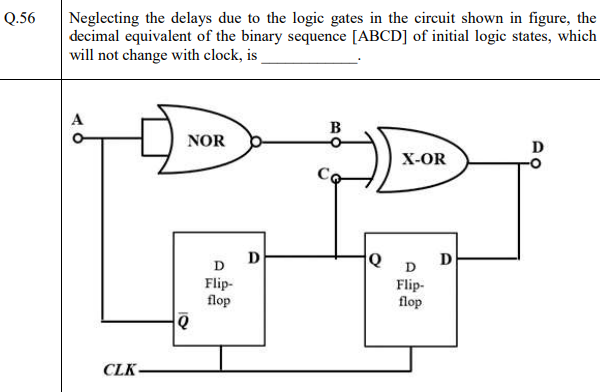 Q.56
Neglecting the delays due to the logic gates in the circuit shown in figure, the
decimal equivalent of the binary sequence [ABCD] of initial logic states, which
will not change with clock, is ____________.
A
NOR
B
X-OR
D
C
D
Flip-
flop
D
Q̅
Q
D
Flip-
flop
D
CLK